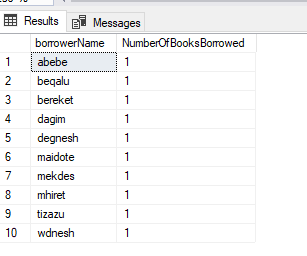 Results Messages
borrowerName NumberOfBooksBorrowed
1 abebe 1
2 beqalu 1
3 bereket 1
4 dagim 1
5 degnesh 1
6 maidote 1
7 mekdes 1
8 mhiret 1
9 tizazu 1
10 wdnesh 1